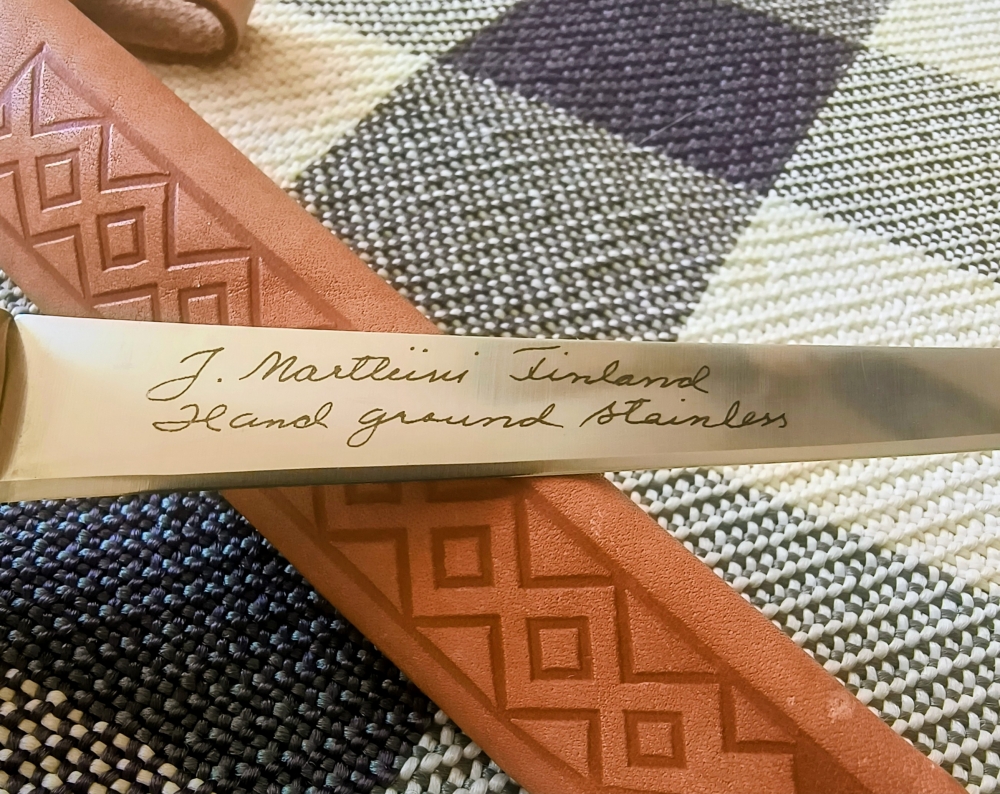 J. Marttiini Finland
Hand ground stainless